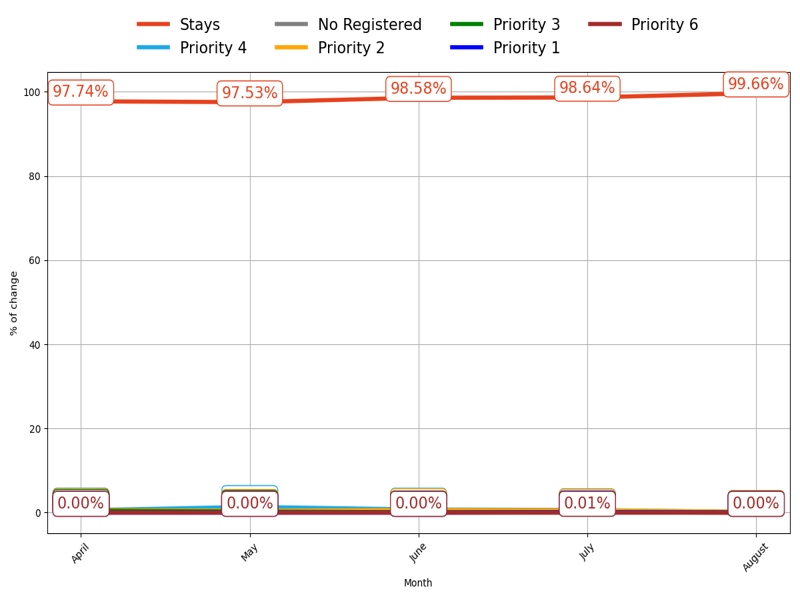 Stays No Registered Priority 3 Priority 6
Priority 4 Priority 2 Priority 1
97.74% 97.53% 98.58% 98.64% 99.66%
100
80
60
40
20
0
% of change
0.00% 0.00% 0.00% 0.01% 0.00%
April May June July August
Month